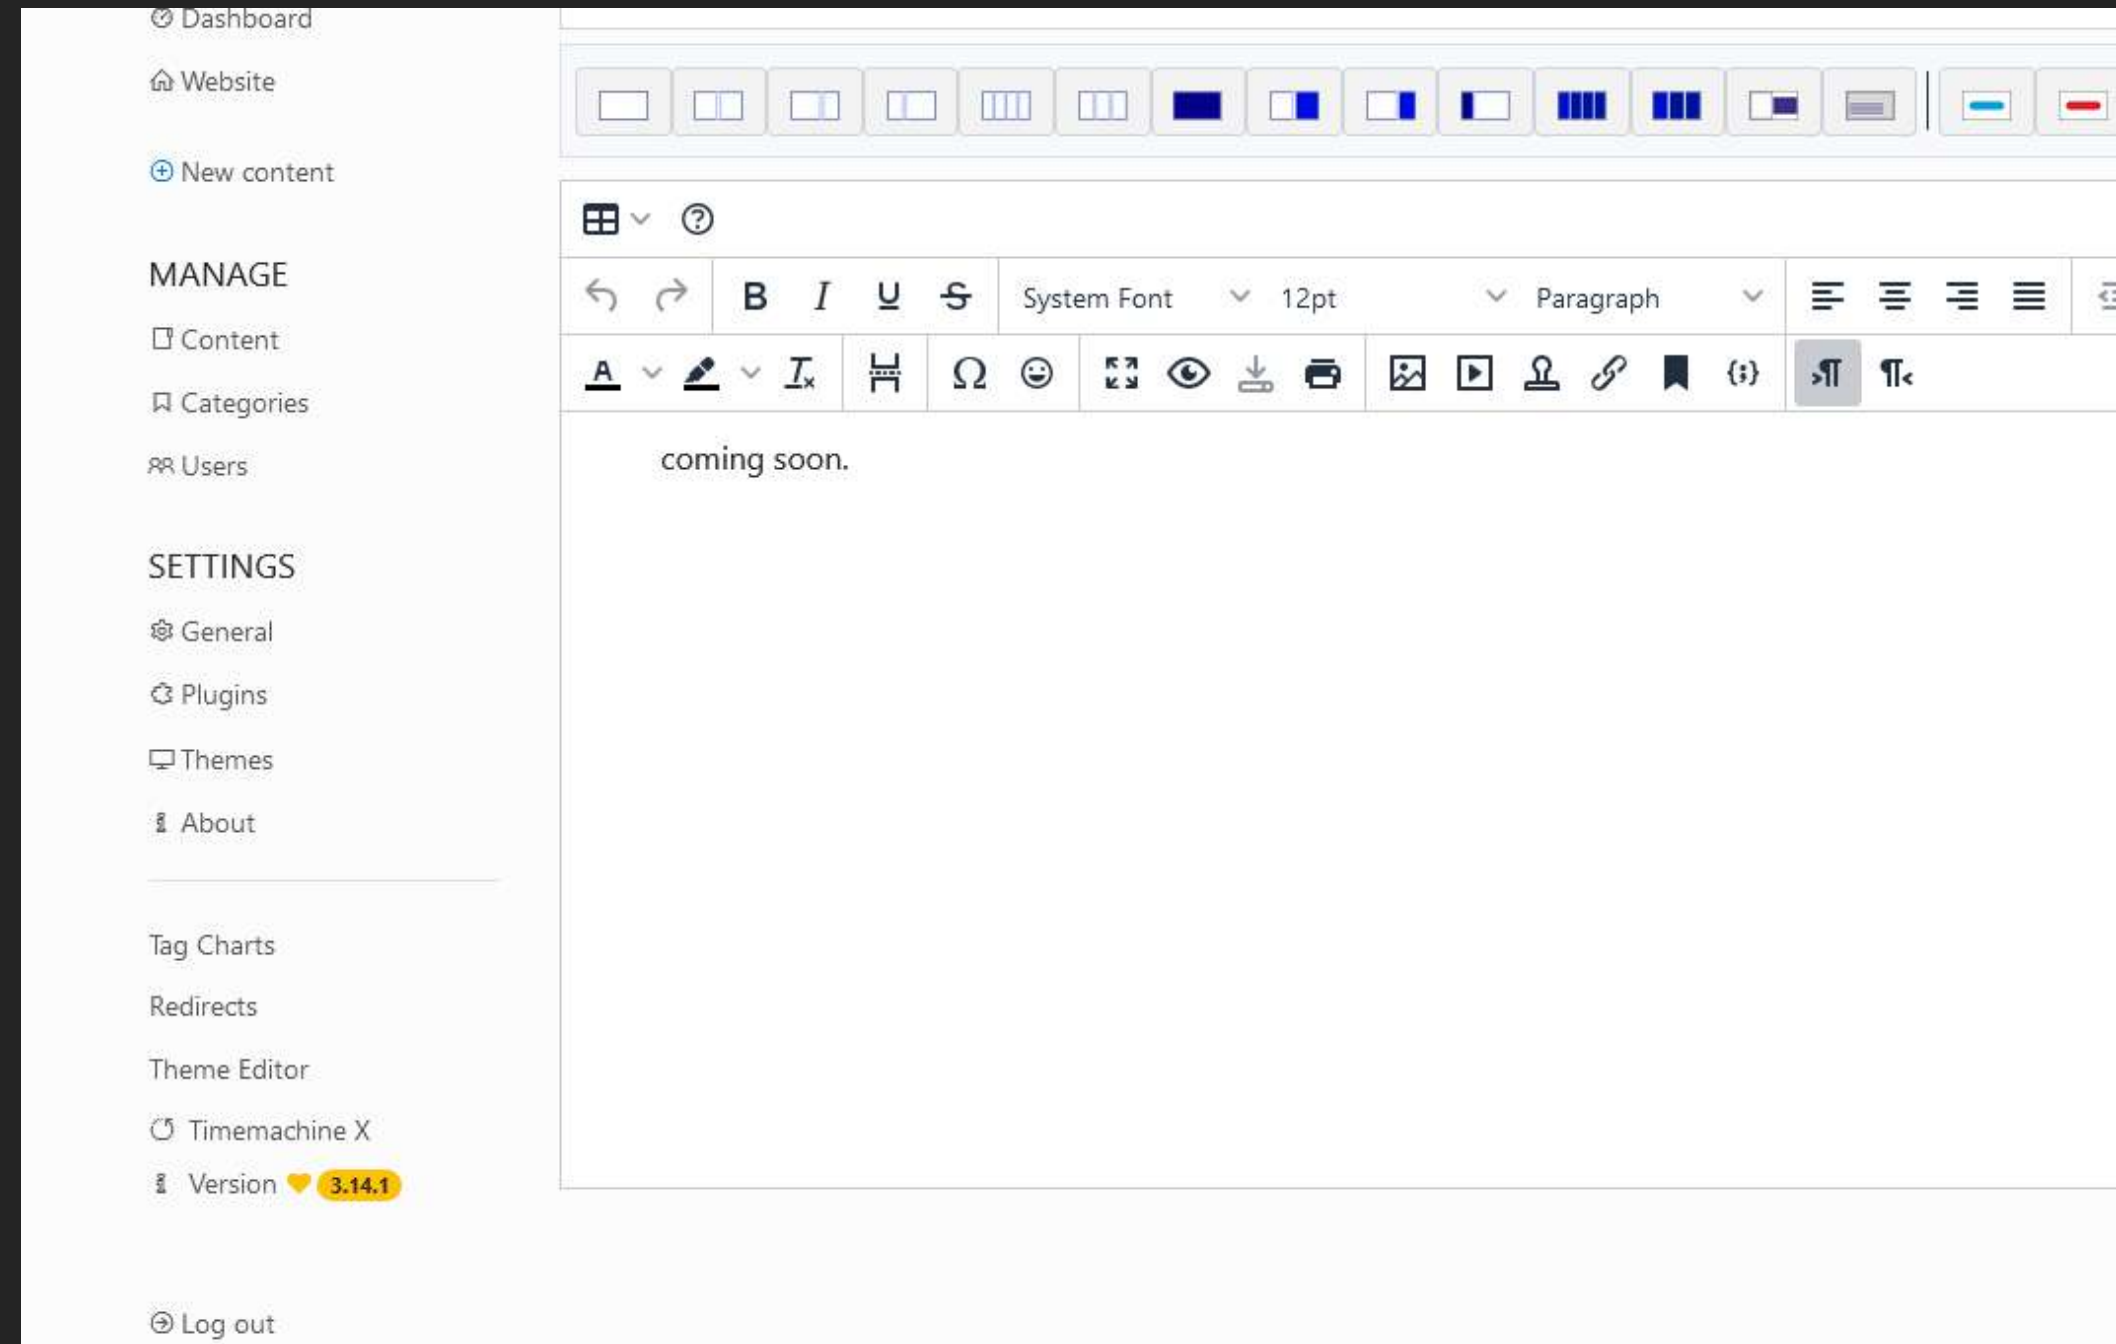 Dashboard
Website
New content
MANAGE
Content
Categories
Users
SETTINGS
General
Plugins
Themes
About
Tag Charts
Redirects
Theme Editor
Timemachine X
Version 3.14.1
Log out
System Font 12pt Paragraph
coming soon.